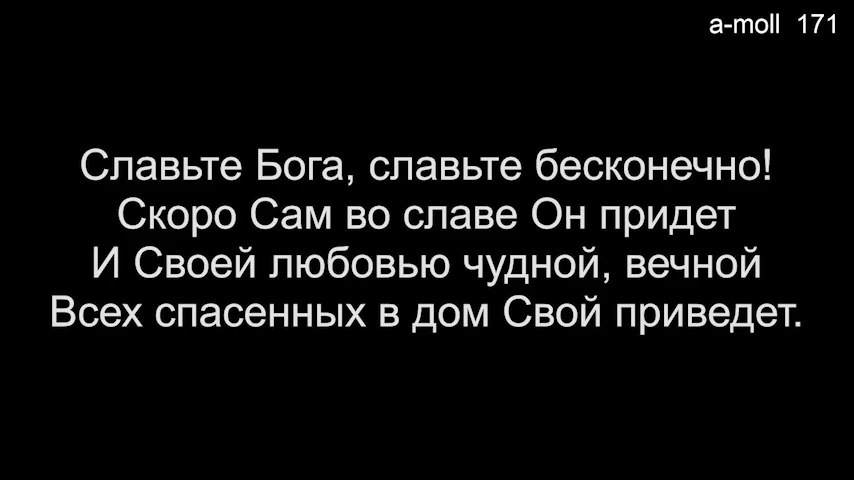 a-moll 171
Славьте Бога, славьте бесконечно!
Скоро Сам во славе Он придет
И Своей любовью чудной, вечной
Всех спасенных в дом Свой приведет.